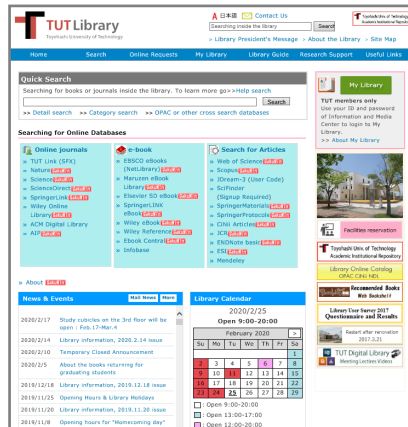 TUT Library
Toyohashi University of Technology
日本語 Contact Us
Searching inside the library
Search
> Library President's Message > About the Library > Site Map
Home Search Online Requests My Library Library Guide Research Support Useful Links
Quick Search
Searching for books or journals inside the library. To learn more go>>Help search
Search
>> Detail search >> Category search >> OPAC or other cross search databases
Searching for Online Databases
Online journals
» TUT Link (SFX)
» Nature
» Science
» ScienceDirect
» SpringerLink
» Wiley Online
Library
» ACM Digital Library
» AIP
e-book
» EBSCO eBooks
(NetLibrary)
» Maruzen eBook
Library
» Elsevier SD eBook
» SpringerLINK
eBook
» Wiley eBook
» Wiley Reference
» Ebook Central
» Infobase
Search for Articles
» Web of Science
» Scopus
» JDream-3 (User Code)
» SciFinder
(Signup Required)
» SpringerMaterials
» SpringerProtocols
» CiNii Articles
» JCR
» ENDNote basic
» ESI
» Mendeley
» About
News & Events
Mail News More
2020/2/17 Study cubicles on the 3rd floor will be
open : Feb.17-Mar.4
2020/2/14 Library information, 2020.2.14 issue
2020/2/10 Temporary Closed Announcement
2020/2/5 About the books returning for
graduating students
2019/12/18 Library information, 2019.12.18 issue
2019/11/25 Opening Hours & Library Holidays
2019/11/20 Library information, 2019.11.20 issue
2019/11/8 Opening hours for "Homecoming day"
Library Calendar
2020/2/25
Open 9:00-20:00
February 2020 >
Su Mo Tu We Th Fr Sa
1
2 3 4 5 6 7 8
9 10 11 12 13 14 15
16 17 18 19 20 21 22
23 24 25 26 27 28 29
: Open 9:00-20:00
: Open 13:00-17:00
: Open 12:00-20:00
My Library
TUT members only
Use your ID and password
of Information and Media
Center to login to My
Library.
>> About My Library
Facilities reservation
Toyohashi Univ. of Technology
Academic Institutional Repository
Library Online Catalog
OPAC CiNii NDL
Recommended Books
Web Bookshelf
Library User Survey 2017
Questionnaire and Results
Restart after renovation
2017.3.21
TUT Digital Library
Meeting Lecture Videos